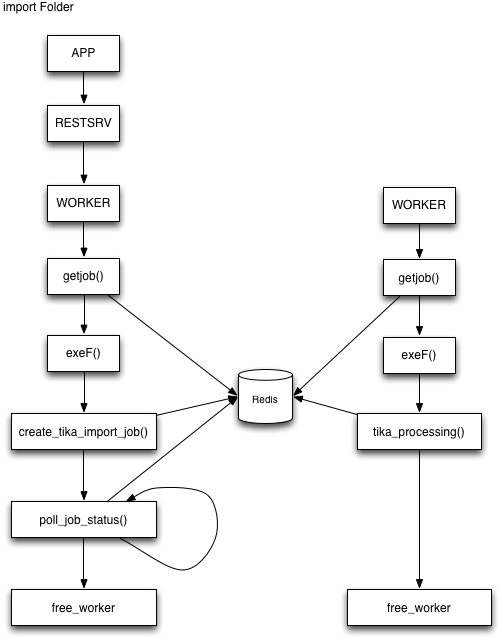 import Folder
APP
RESTSRV
WORKER
getjob()
exeF()
create_tika_import_job()
poll_job_status()
free_worker
Redis
WORKER
getjob()
exeF()
tika_processing()
free_worker